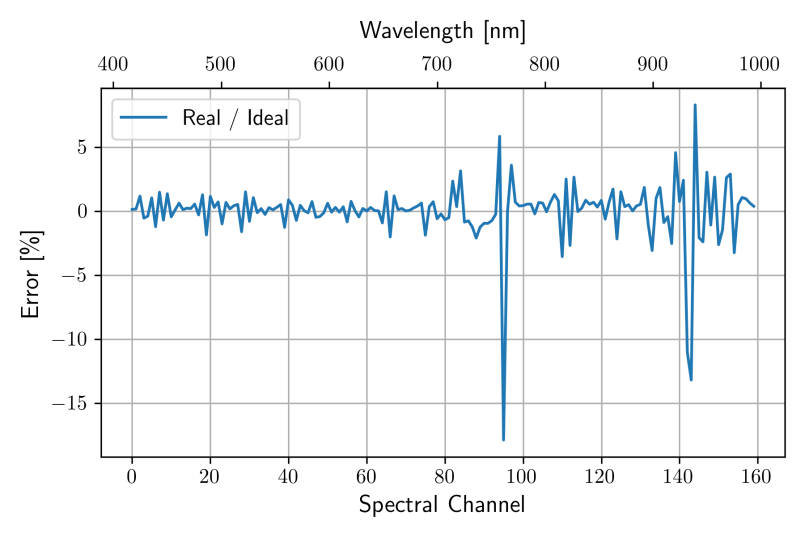 Wavelength [nm]
400 500 600 700 800 900 1000
Real / Ideal
Error [%]
5
0
−5
−10
−15
0 20 40 60 80 100 120 140 160
Spectral Channel